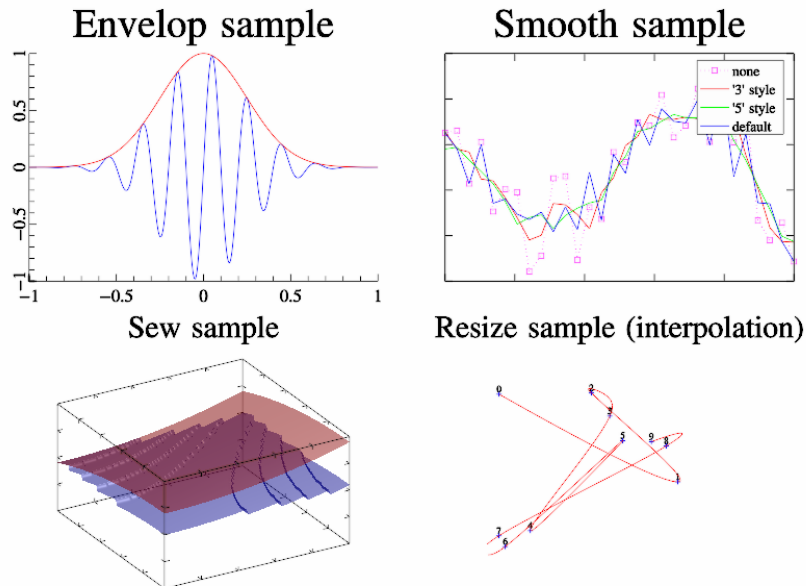 Envelop sample
1
0.5
0
−0.5
−1
−1
−0.5
0
0.5
1
Smooth sample
none
'3' style
'5' style
default
Sew sample
Resize sample (interpolation)
0
2
3
5
9
8
1
7
4
6